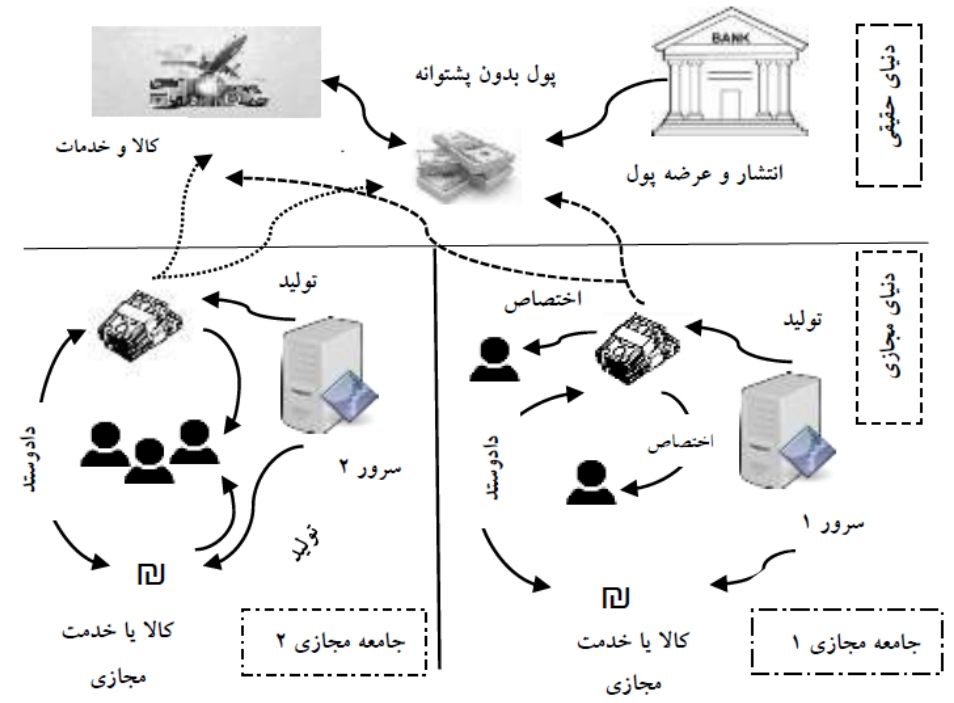 BANK
دنیای حقیقی
پول بدون پشتوانه
کالا و خدمات
انتشار و عرضه پول
دنیای مجازی
تولید
اختصاص
اختصاص
دادوستد
سرور ۱
کالا یا خدمت
مجازی
جامعه مجازی ۱
تولید
دادوستد
سرور ۲
تولید
کالا یا خدمت
مجازی
جامعه مجازی ۲
₪
₪